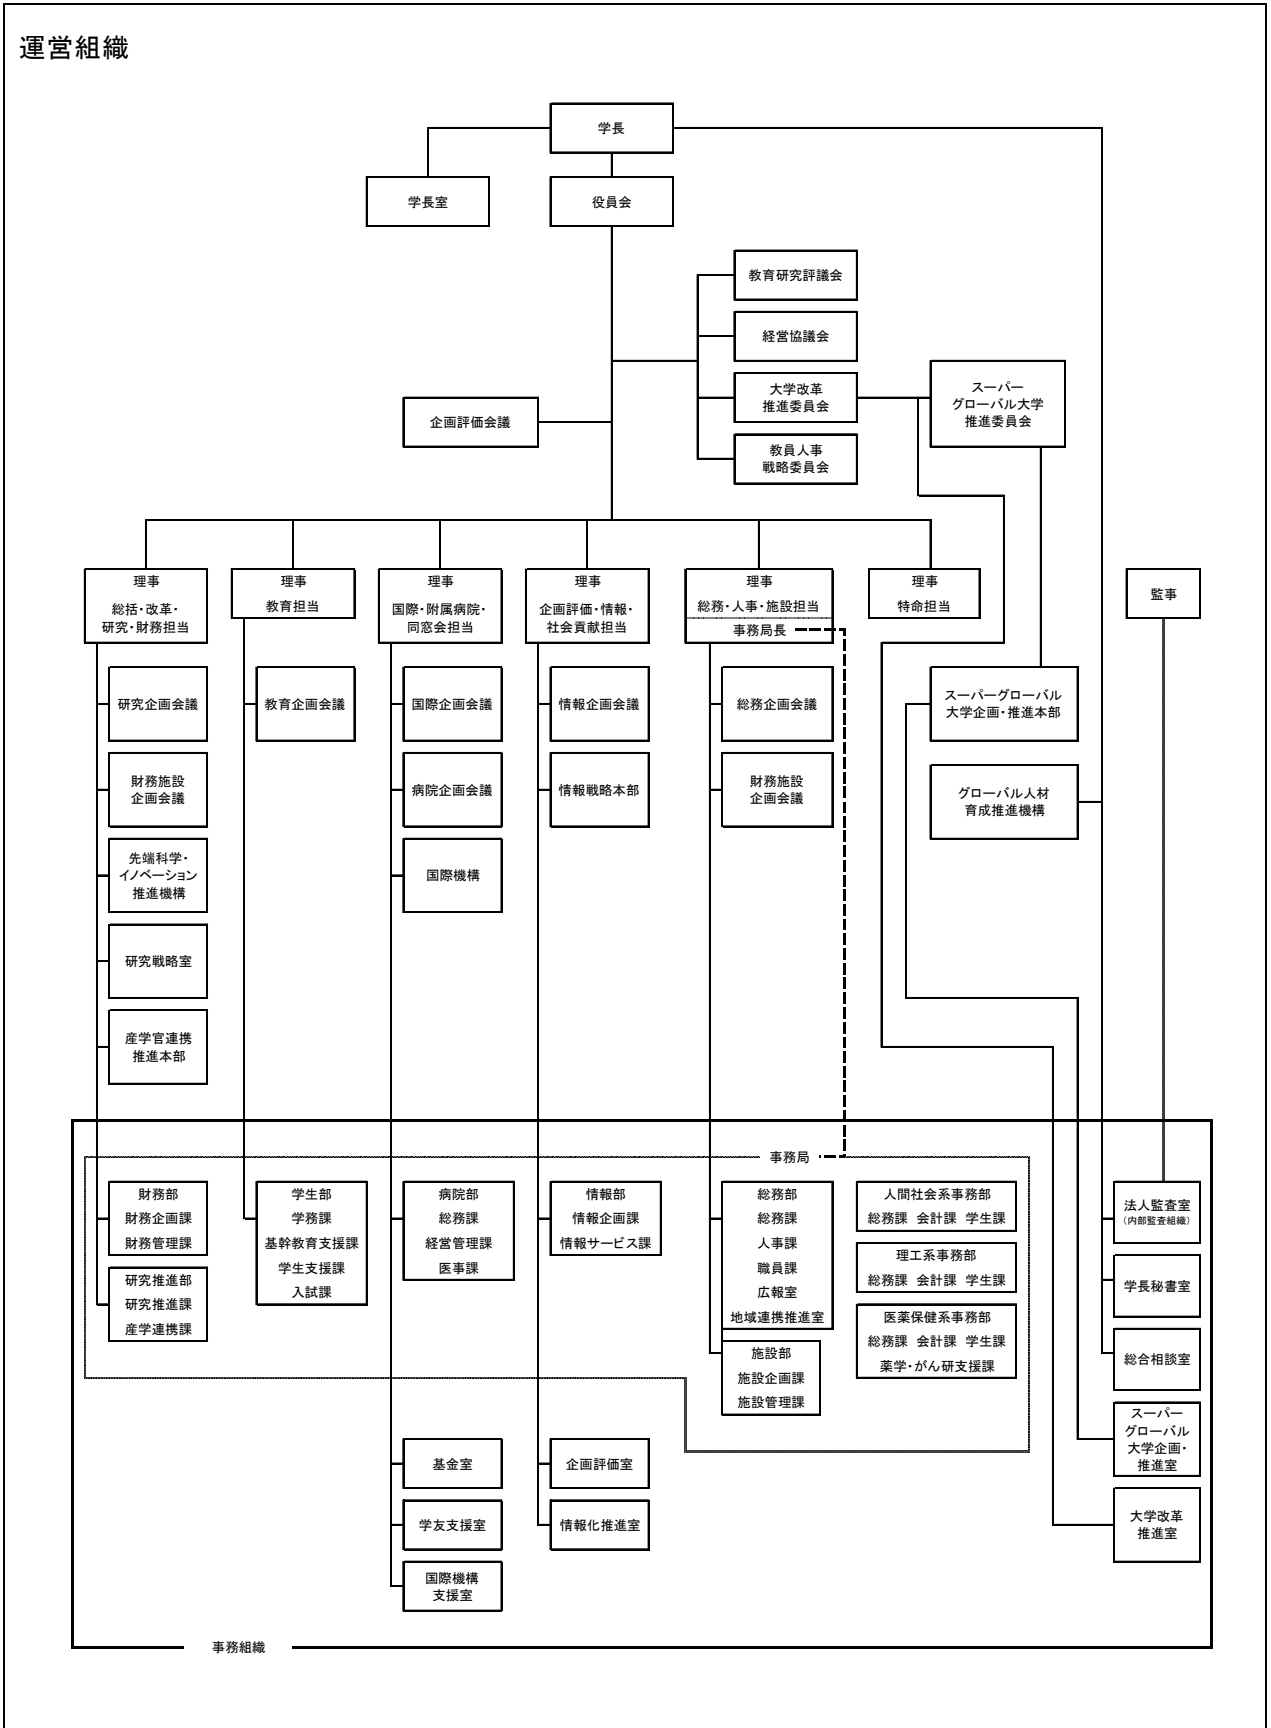 運営組織
学長
学長室
役員会
教育研究評議会
経営協議会
大学改革
推進委員会
スーパー
グローバル大学
推進委員会
企画評価会議
教員人事
戦略委員会
理事
総括・改革・
研究・財務担当
理事
教育担当
理事
国際・附属病院・
同窓会担当
理事
企画評価・情報・
社会貢献担当
理事
総務・人事・施設担当
事務局長
理事
特命担当
監事
研究企画会議
教育企画会議
国際企画会議
情報企画会議
総務企画会議
スーパーグローバル
大学企画・推進本部
財務施設
企画会議
病院企画会議
情報戦略本部
財務施設
企画会議
グローバル人材
育成推進機構
先端科学・
イノベーション
推進機構
国際機構
研究戦略室
産学官連携
推進本部
事務局
財務部
財務企画課
財務管理課
研究推進部
研究推進課
産学連携課
学生部
学務課
基幹教育支援課
学生支援課
入試課
病院部
総務課
経営管理課
医事課
情報部
情報企画課
情報サービス課
総務部
総務課
人事課
職員課
広報室
地域連携推進室
施設部
施設企画課
施設管理課
人間社会系事務部
総務課 会計課 学生課
理工系事務部
総務課 会計課 学生課
医薬保健系事務部
総務課 会計課 学生課
薬学・がん研支援課
法人監査室
（内部監査組織）
学長秘書室
総合相談室
スーパー
グローバル
大学企画・
推進室
大学改革
推進室
基金室
学友支援室
国際機構
支援室
企画評価室
情報化推進室
事務組織